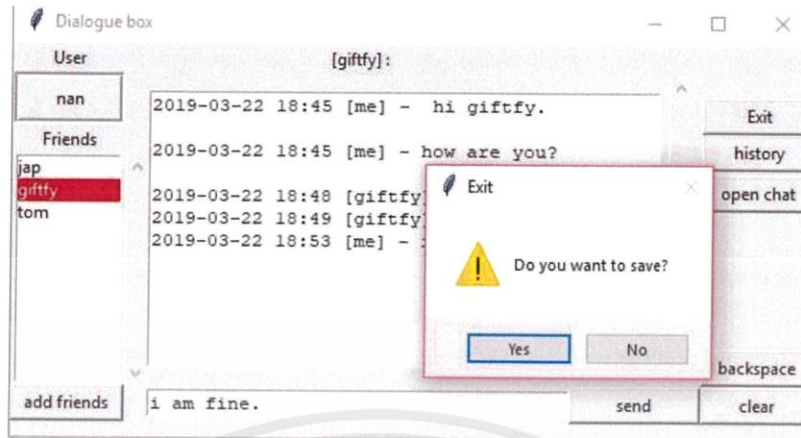 Dialogue box
User
[giftfy]:
nan
2019-03-22 18:45 [me] - hi giftfy.
Exit
Friends
2019-03-22 18:45 [me] - how are you?
history
jap
giftfy
tom
open chat
2019-03-22 18:48 [giftfy]
2019-03-22 18:49 [giftfy]
2019-03-22 18:53 [me] -
Exit
Do you want to save?
Yes
No
backspace
add friends
i am fine.
send
clear